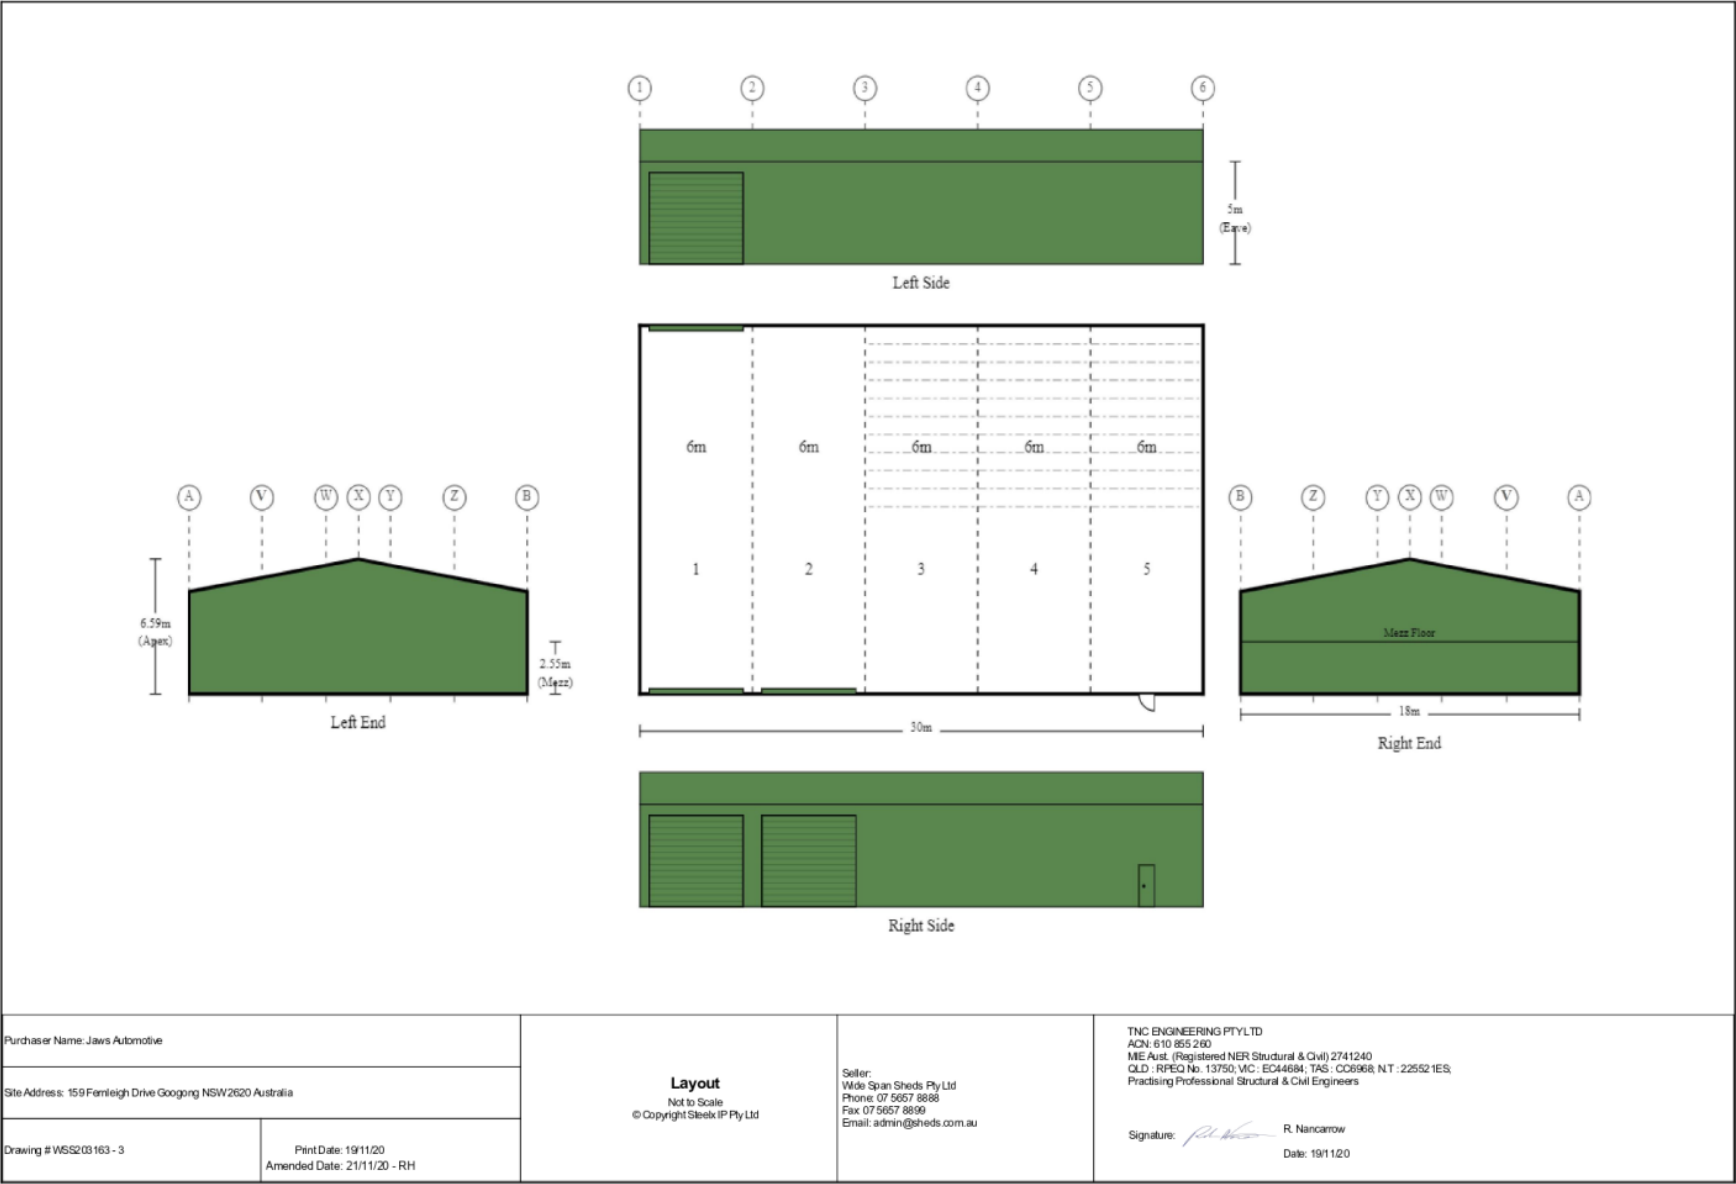 1 2 3 4 5 6
5m
(Eave)
Left Side
6m 6m 6m 6m 6m
A V W X Y Z B
B Z Y X W V A
1 2 3 4 5
6.59m
(Apex)
2.55m
(Mezz)
Left End
Mezz Floor
18m
Right End
30m
Right Side
Purchaser Name: Jaws Automotive
Site Address: 159 Fernleigh Drive Googong NSW 2620 Australia
Drawing # WSS203163 - 3
Print Date: 19/11/20
Amended Date: 21/11/20 - RH
Layout
Not to Scale
© Copyright Steelx IP Pty Ltd
Seller:
Wide Span Sheds Pty Ltd
Phone: 07 5657 8888
Fax 07 5657 8899
Email: admin@sheds.com.au
TNC ENGINEERING PTY LTD
ACN: 610 855 260
MIE Aust. (Registered NER Structural & Civil) 2741240
QLD : RPEQ No. 13750; VIC : EC44684; TAS : CC6968; N.T : 225521ES;
Practising Professional Structural & Civil Engineers
Signature:
R. Nancarrow
Date: 19/11/20